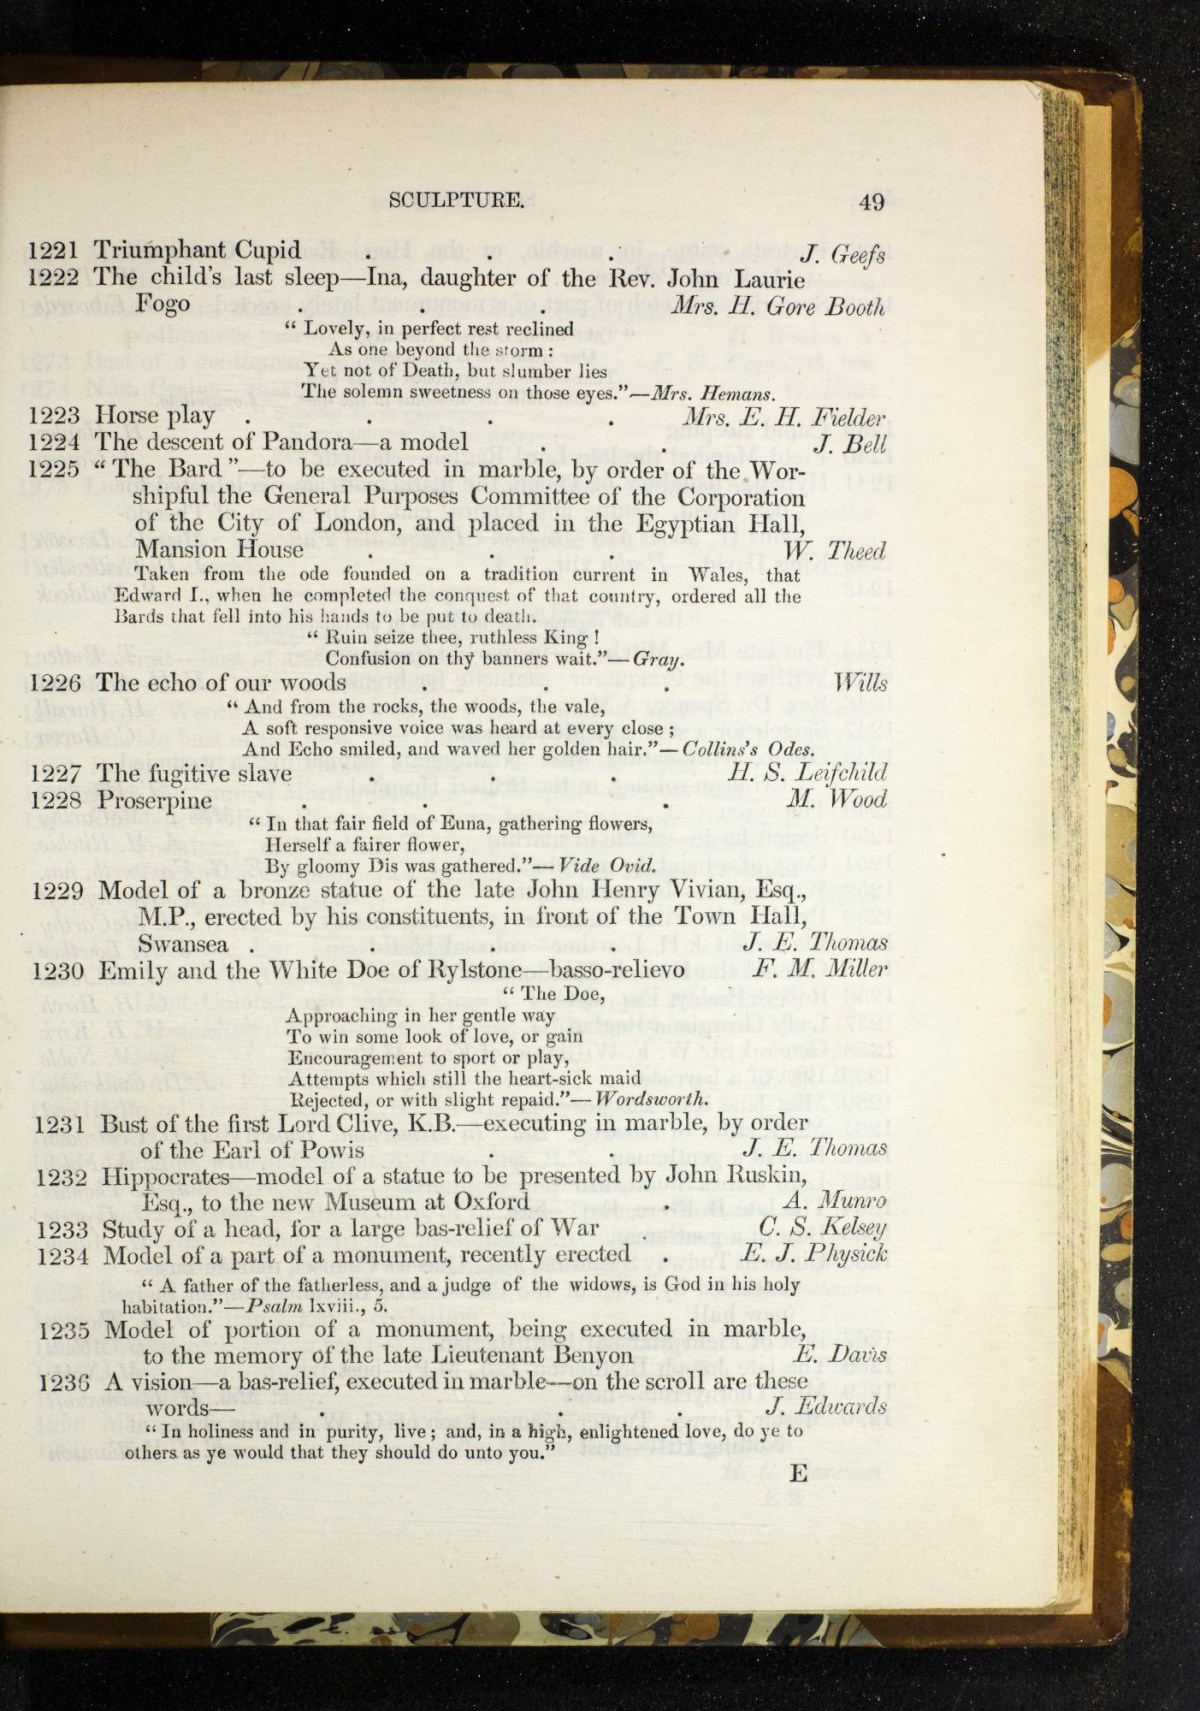 SCULPTURE. 49
1221 Triumphant Cupid . . . J. Geefs
1222 The child's last sleep—Ina, daughter of the Rev. John Laurie
Fogo . . . Mrs. H. Gore Booth
“ Lovely, in perfect rest reclined
As one beyond the storm :
Yet not of Death, but slumber lies
The solemn sweetness on those eyes.”—Mrs. Hemans.
1223 Horse play . . . . Mrs. E. H. Fielder
1224 The descent of Pandora—a model . . J. Bell
1225 “ The Bard ”—to be executed in marble, by order of the Wor-
shipful the General Purposes Committee of the Corporation
of the City of London, and placed in the Egyptian Hall,
Mansion House . . . W. Theed
Taken from the ode founded on a tradition current in Wales, that
Edward I., when he completed the conquest of that country, ordered all the
Bards that fell into his hands to be put to death.
“ Ruin seize thee, ruthless King !
Confusion on thy banners wait.”—Gray.
1226 The echo of our woods . . . Wills
“ And from the rocks, the woods, the vale,
A soft responsive voice was heard at every close ;
And Echo smiled, and waved her golden hair.”—Collins's Odes.
1227 The fugitive slave . . . H. S. Leifchild
1228 Proserpine . . . M. Wood
“ In that fair field of Euna, gathering flowers,
Herself a fairer flower,
By gloomy Dis was gathered.”—Vide Ovid.
1229 Model of a bronze statue of the late John Henry Vivian, Esq.,
M.P., erected by his constituents, in front of the Town Hall,
Swansea . . . . J. E. Thomas
1230 Emily and the White Doe of Rylstone—basso-relievo F. M. Miller
“ The Doe,
Approaching in her gentle way
To win some look of love, or gain
Encouragement to sport or play,
Attempts which still the heart-sick maid
Rejected, or with slight repaid.”—Wordsworth.
1231 Bust of the first Lord Clive, K.B.—executing in marble, by order
of the Earl of Powis . . J. E. Thomas
1232 Hippocrates—model of a statue to be presented by John Ruskin,
Esq., to the new Museum at Oxford . A. Munro
1233 Study of a head, for a large bas-relief of War . C. S. Kelsey
1234 Model of a part of a monument, recently erected . E. J. Physick
“ A father of the fatherless, and a judge of the widows, is God in his holy
habitation.”—Psalm lxviii., 5.
1235 Model of portion of a monument, being executed in marble,
to the memory of the late Lieutenant Benyon E. Davis
1236 A vision—a bas-relief, executed in marble—on the scroll are these
words— . . . J. Edwards
“ In holiness and in purity, live ; and, in a high, enlightened love, do ye to
others as ye would that they should do unto you.”
E